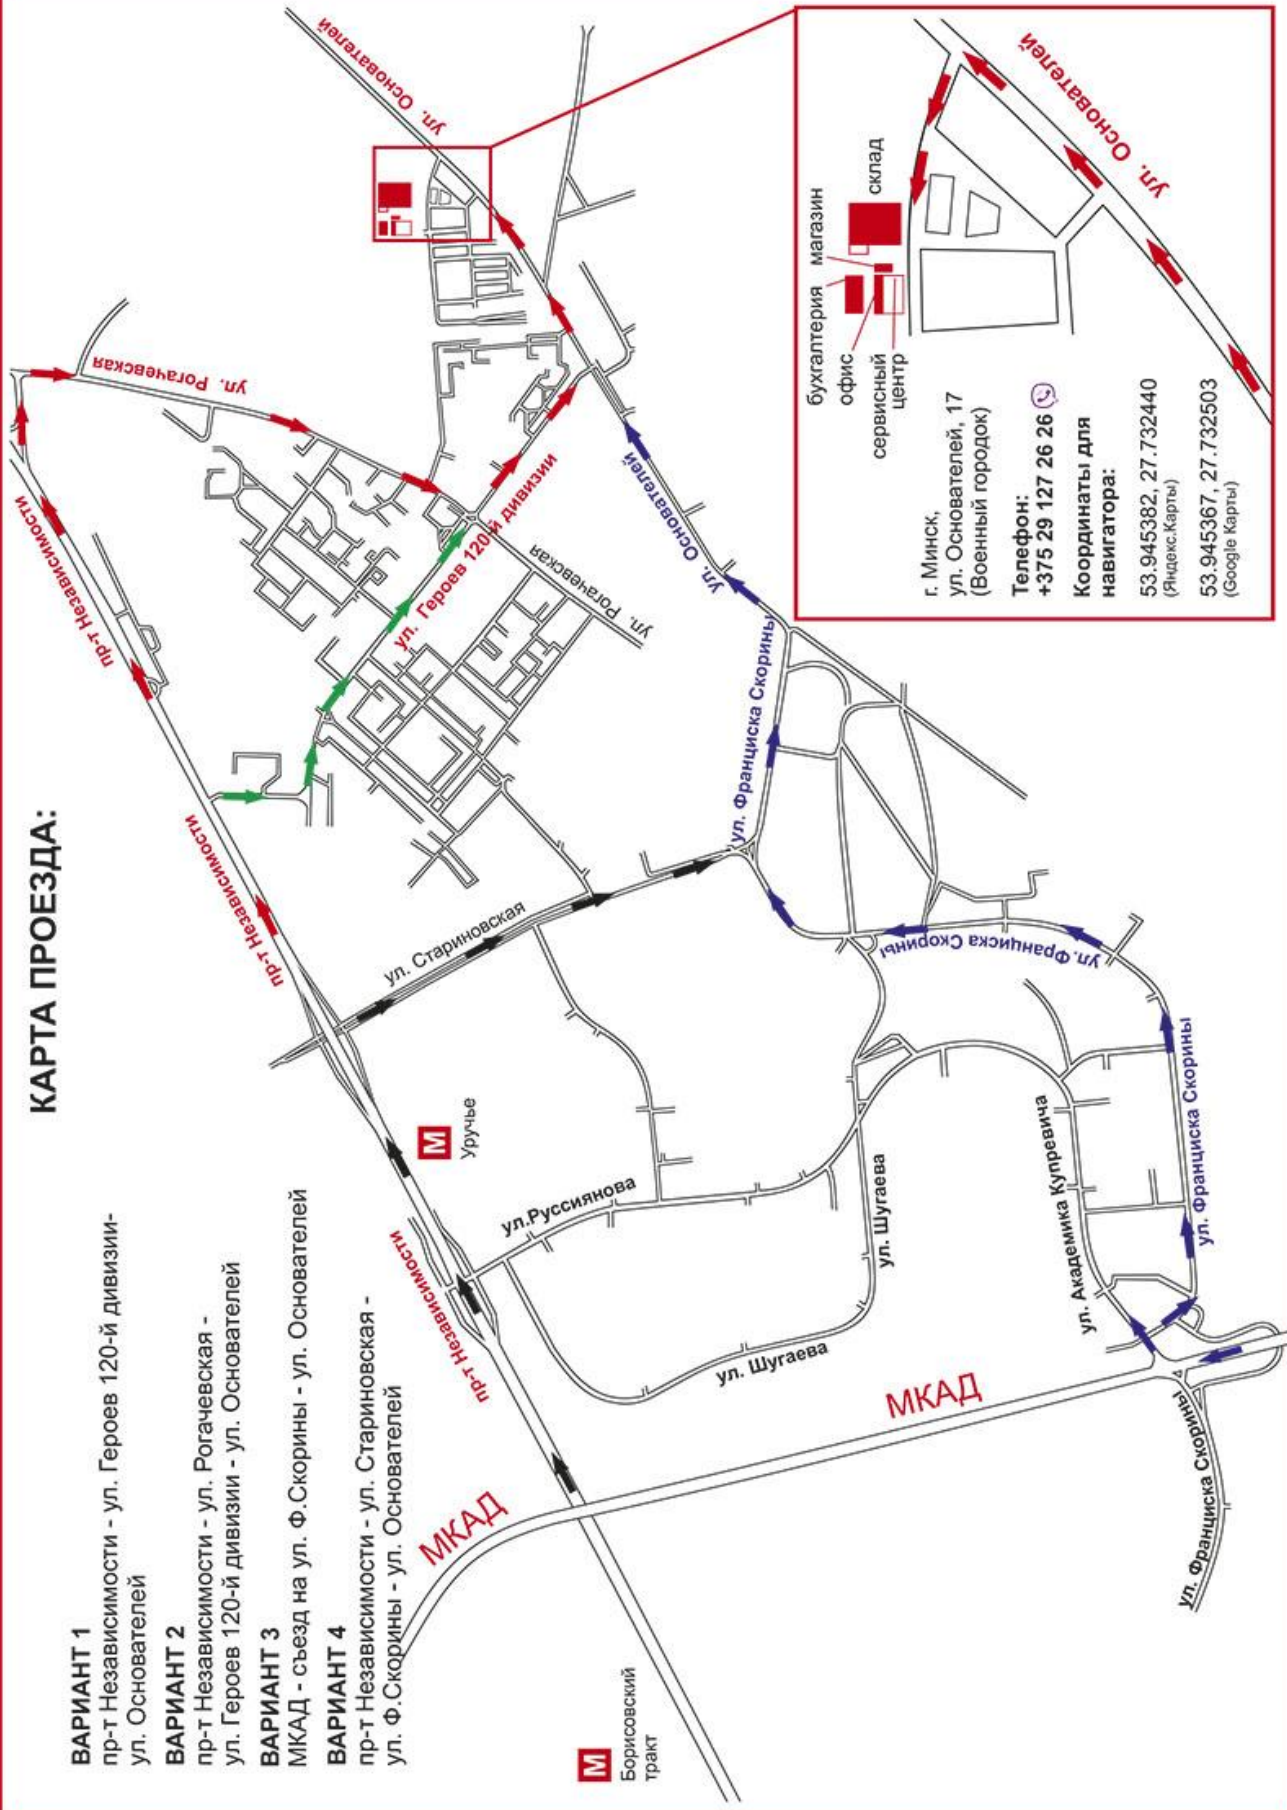 КАРТА ПРОЕЗДА:
ВАРИАНТ 1
пр-т Независимости - ул. Героев 120-й дивизии-
ул. Основателей
ВАРИАНТ 2
пр-т Независимости - ул. Рогачевская -
ул. Героев 120-й дивизии - ул. Основателей
ВАРИАНТ 3
МКАД - съезд на ул. Ф.Скорины - ул. Основателей
ВАРИАНТ 4
пр-т Независимости - ул. Стариновская -
ул. Ф.Скорины - ул. Основателей
М
Борисовский
тракт
МКАД
пр-т Независимости
М
Уручье
пр-т Независимости
пр-т Независимости
ул. Рогачевская
ул. Основателей
ул. Стариновская
ул. Героев 120-й дивизии
ул. Рогачевская
ул.Руссиянова
ул. Шугаева
ул. Шугаева
МКАД
ул. Академика Купревича
ул. Франциска Скорины
ул. Франциска Скорины
ул.Франциска Скорины
ул. Франциска Скорины
ул. Основателей
бухгалтерия
офис
магазин
склад
сервисный
центр
ул. Основателей
г. Минск,
ул. Основателей, 17
(Военный городок)
Телефон:
+375 29 127 26 26
Координаты для
навигатора:
53.945382, 27.732440
(Яндекс.Карты)
53.945367, 27.732503
(Google Карты)